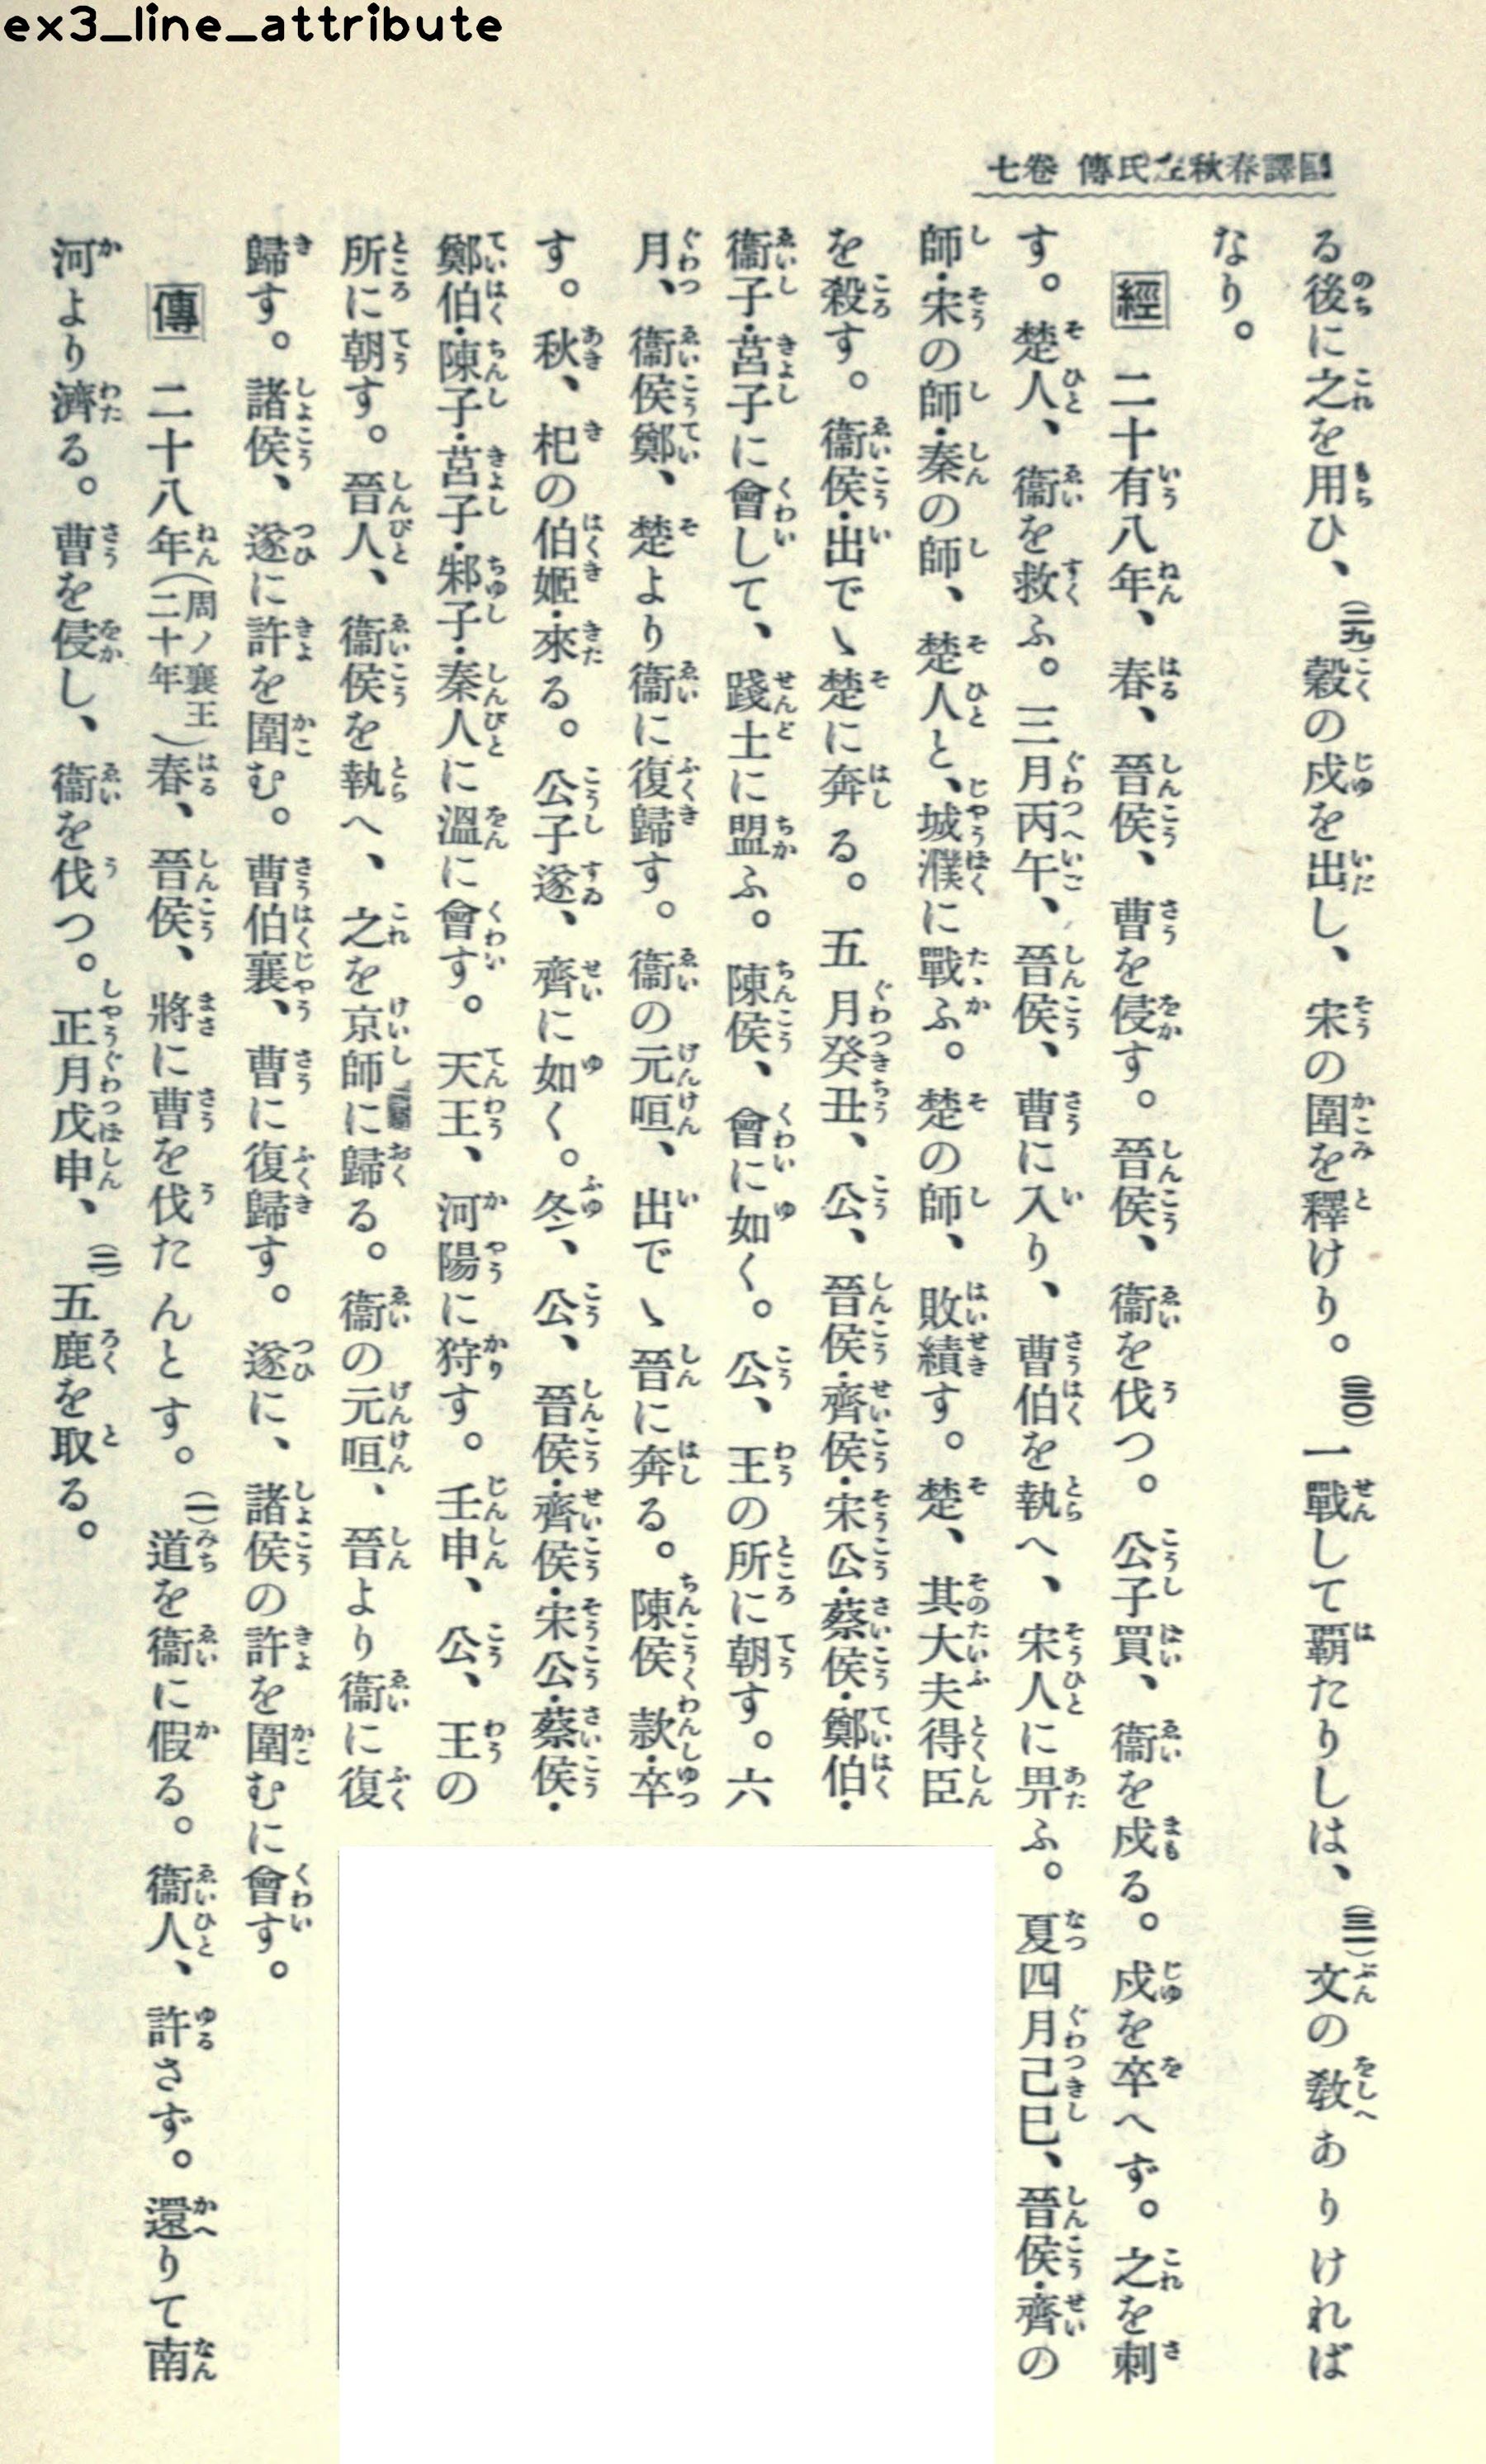 ex3_line_attribute
國譯春秋左氏傳 卷七
る後に之を用ひ、(二九)穀の戍を出し、宋の圍を釋けり。(三〇)一戰して覇たりしは、(三一)文の敎ありければ
なり。
經 二十有八年、春、晉侯、曹を侵す。晉侯、衞を伐つ。公子買、衞を戍る。戍を卒へず。之を刺
す。楚人、衞を救ふ。三月丙午、晉侯、曹に入り、曹伯を執へ、宋人に畀ふ。夏四月己巳、晉侯・齊の
師・宋の師・秦の師、楚人と、城濮に戰ふ。楚の師、敗績す。楚、其大夫得臣
を殺す。衞侯・出でゝ楚に奔る。五月癸丑、公、晉侯・齊侯・宋公・蔡侯・鄭伯・
衞子・莒子に會して、踐土に盟ふ。陳侯、會に如く。公、王の所に朝す。六
月、衞侯鄭、楚より衞に復歸す。衞の元咺、出でゝ晉に奔る。陳侯款・卒
す。秋、杞の伯姬・來る。公子遂、齊に如く。冬、公、晉侯・齊侯・宋公・蔡侯・
鄭伯・陳子・莒子・邾子・秦人に溫に會す。天王、河陽に狩す。壬申、公、王の
所に朝す。晉人、衞侯を執へ、之を京師に歸る。衞の元咺、晉より衞に復
歸す。諸侯、遂に許を圍む。曹伯襄、曹に復歸す。遂に、諸侯の許を圍むに會す。
傳 二十八年(周ノ襄王二十年)春、晉侯、將に曹を伐たんとす。(一)道を衞に假る。衞人、許さず。還りて南
河より濟る。曹を侵し、衞を伐つ。正月戊申、(二)五鹿を取る。